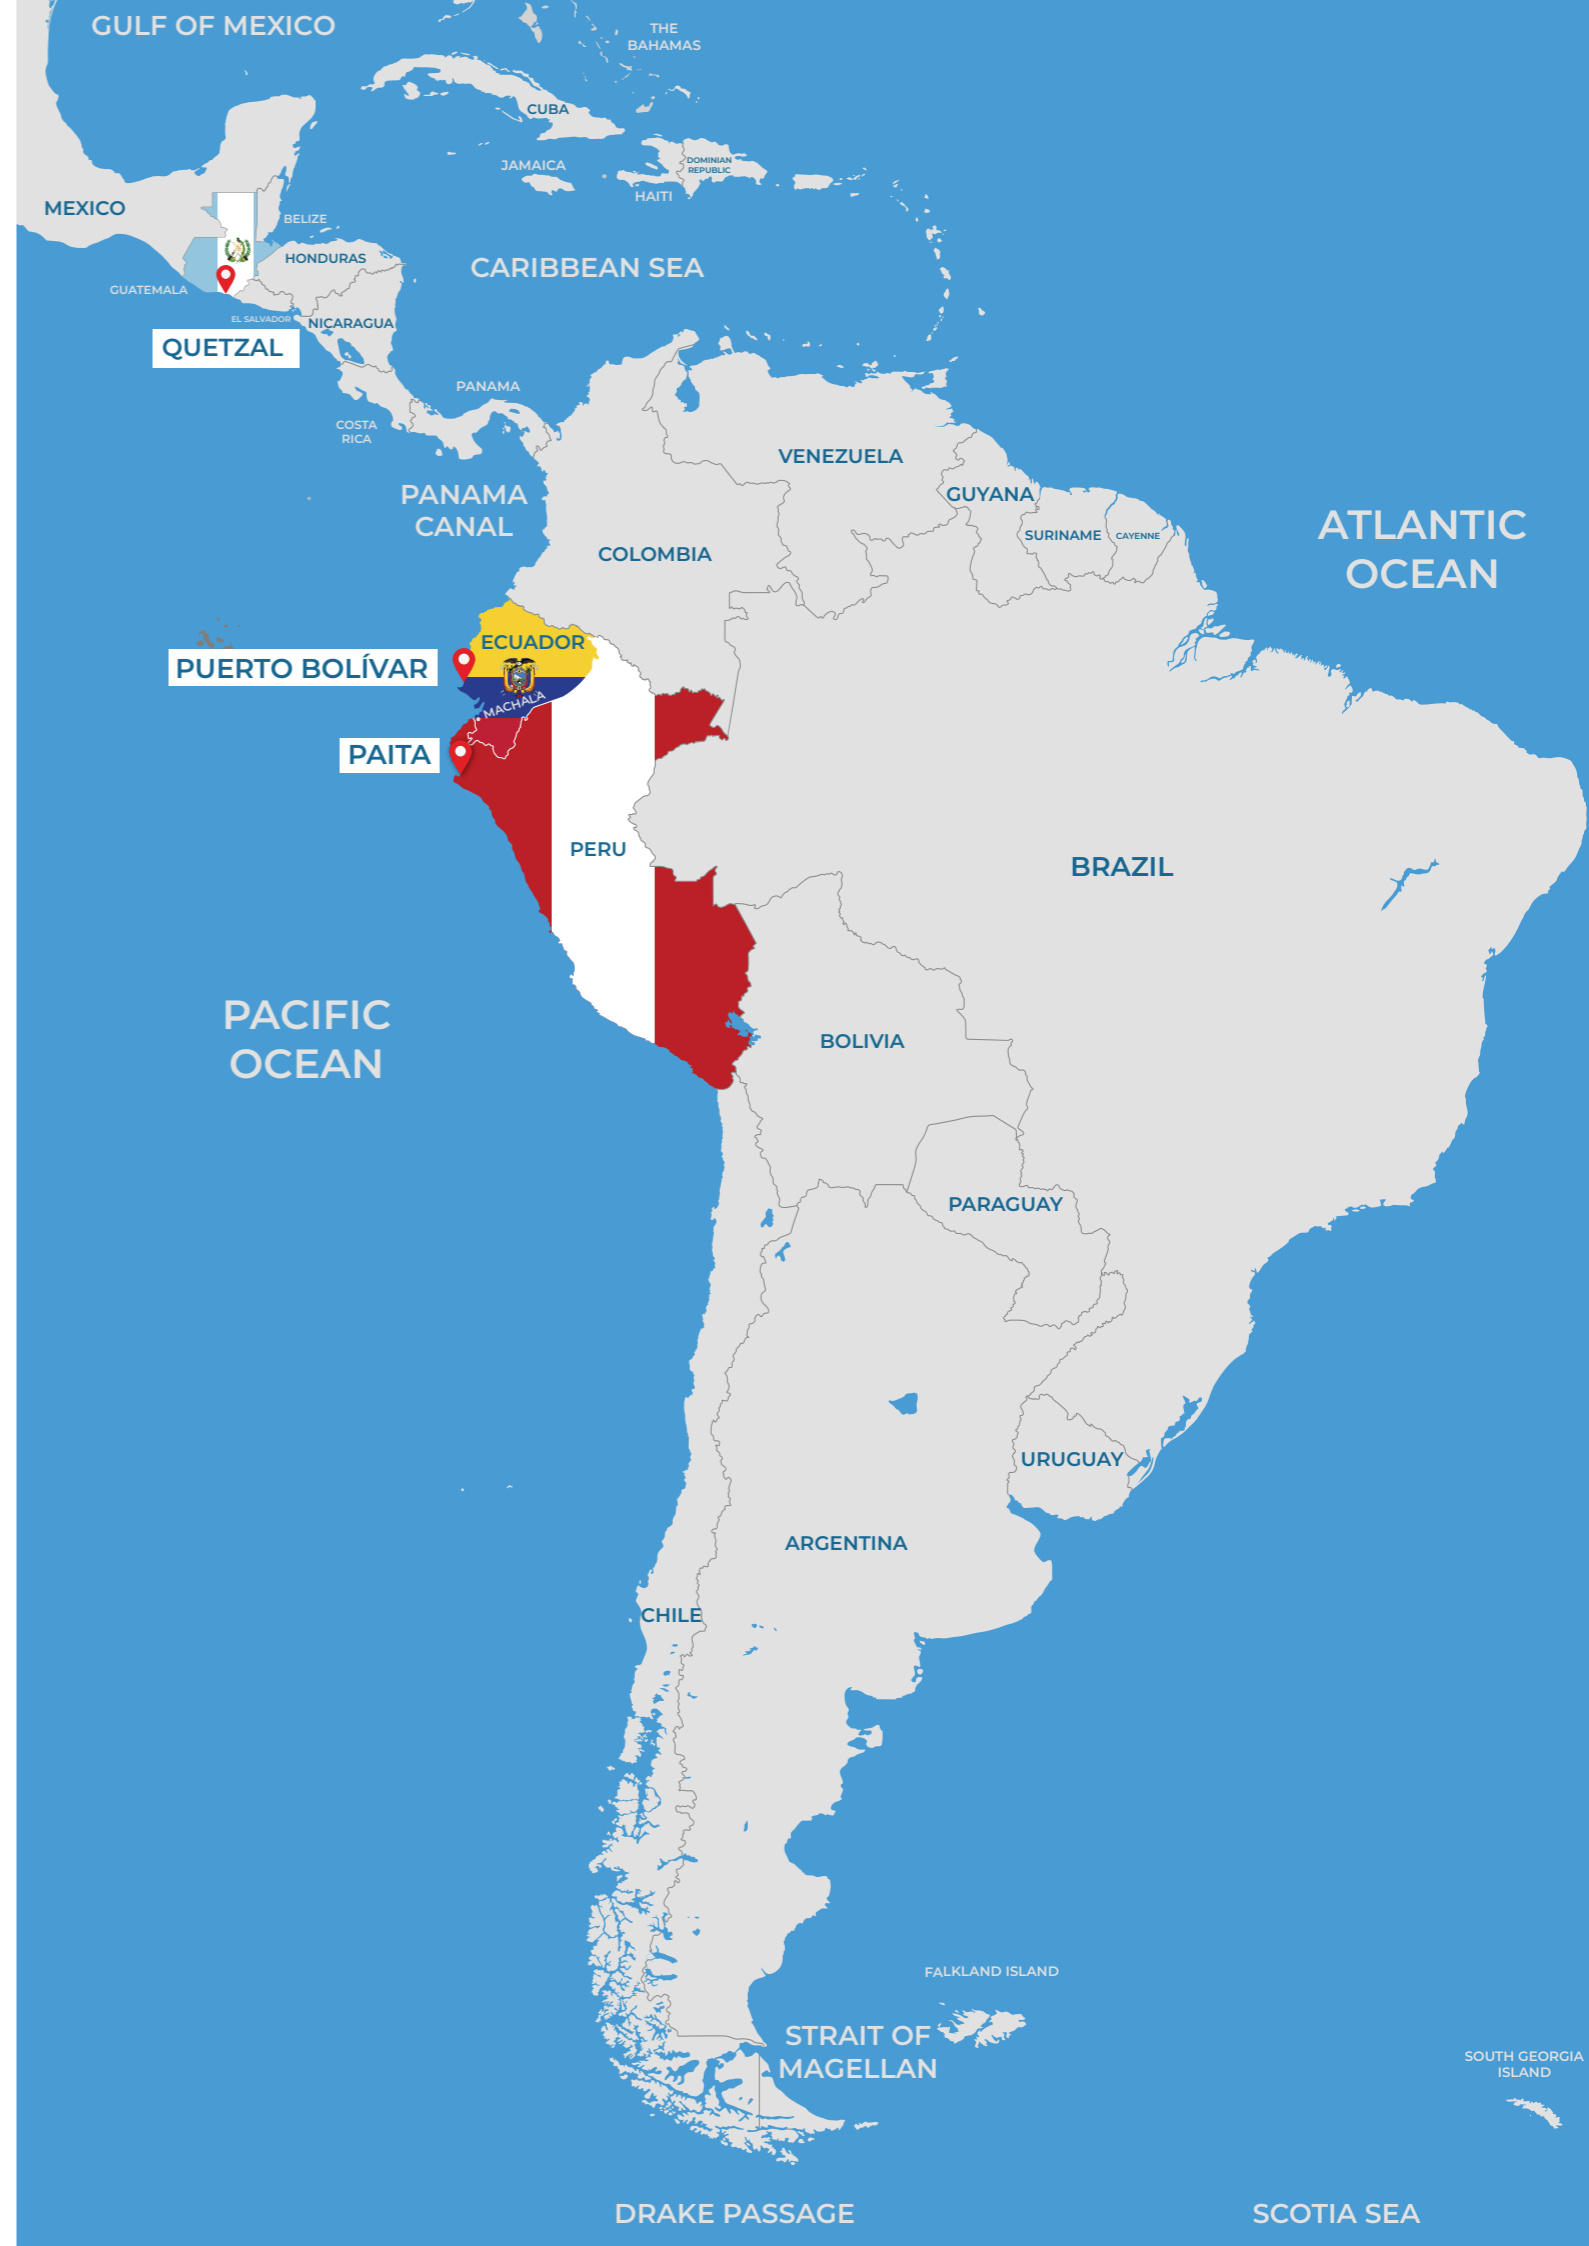 GULF OF MEXICO
THE
BAHAMAS
CUBA
JAMAICA
DOMINIAN
REPUBLIC
HAITI
MEXICO
BELIZE
HONDURAS
CARIBBEAN SEA
GUATEMALA
EL SALVADOR
NICARAGUA
QUETZAL
PANAMA
COSTA
RICA
VENEZUELA
PANAMA
CANAL
GUYANA
SURINAME
CAYENNE
ATLANTIC
OCEAN
COLOMBIA
ECUADOR
PUERTO BOLÍVAR
MACHALA
PAITA
PERU
BRAZIL
PACIFIC
OCEAN
BOLIVIA
PARAGUAY
URUGUAY
ARGENTINA
CHILE
FALKLAND ISLAND
STRAIT OF
MAGELLAN
SOUTH GEORGIA
ISLAND
DRAKE PASSAGE
SCOTIA SEA